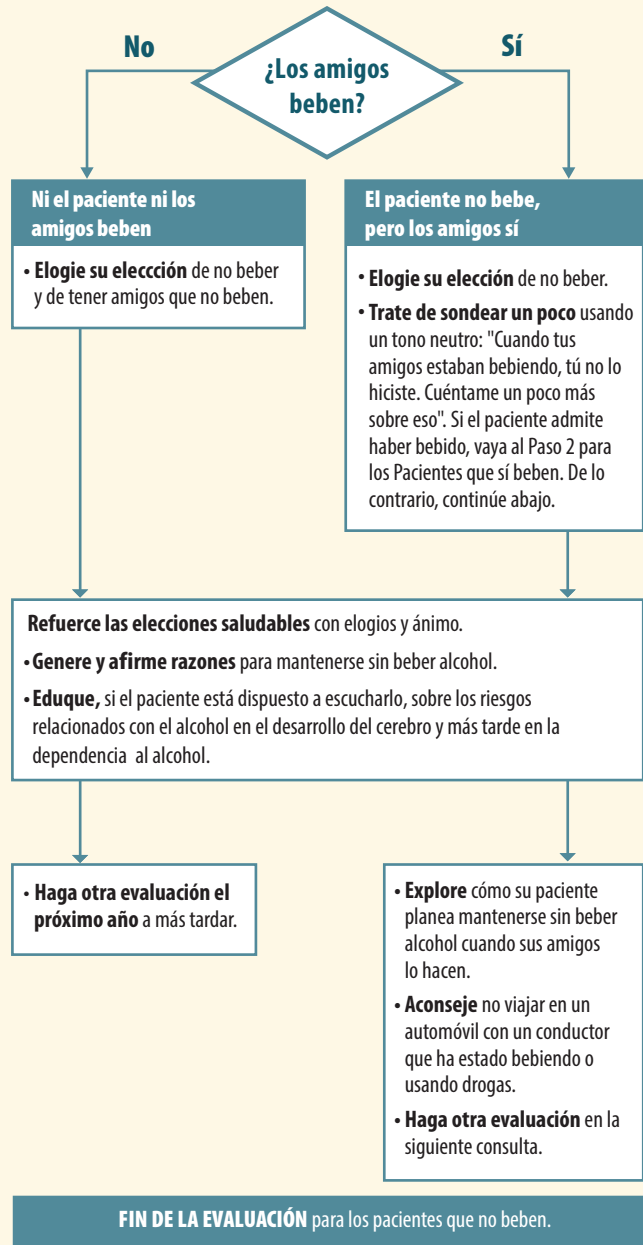 No
Sí
¿Los amigos
beben?
Ni el paciente ni los
amigos beben
• Elogie su eleccción de no beber
y de tener amigos que no beben.
El paciente no bebe,
pero los amigos sí
• Elogie su elección de no beber.
• Trate de sondear un poco usando
un tono neutro: "Cuando tus
amigos estaban bebiendo, tú no lo
hiciste. Cuéntame un poco más
sobre eso". Si el paciente admite
haber bebido, vaya al Paso 2 para
los Pacientes que sí beben. De lo
contrario, continúe abajo.
Refuerce las elecciones saludables con elogios y ánimo.
• Genere y afirme razones para mantenerse sin beber alcohol.
• Eduque, si el paciente está dispuesto a escucharlo, sobre los riesgos
relacionados con el alcohol en el desarrollo del cerebro y más tarde en la
dependencia al alcohol.
• Haga otra evaluación el
próximo año a más tardar.
• Explore cómo su paciente
planea mantenerse sin beber
alcohol cuando sus amigos
lo hacen.
• Aconseje no viajar en un
automóvil con un conductor
que ha estado bebiendo o
usando drogas.
• Haga otra evaluación en la
siguiente consulta.
FIN DE LA EVALUACIÓN para los pacientes que no beben.